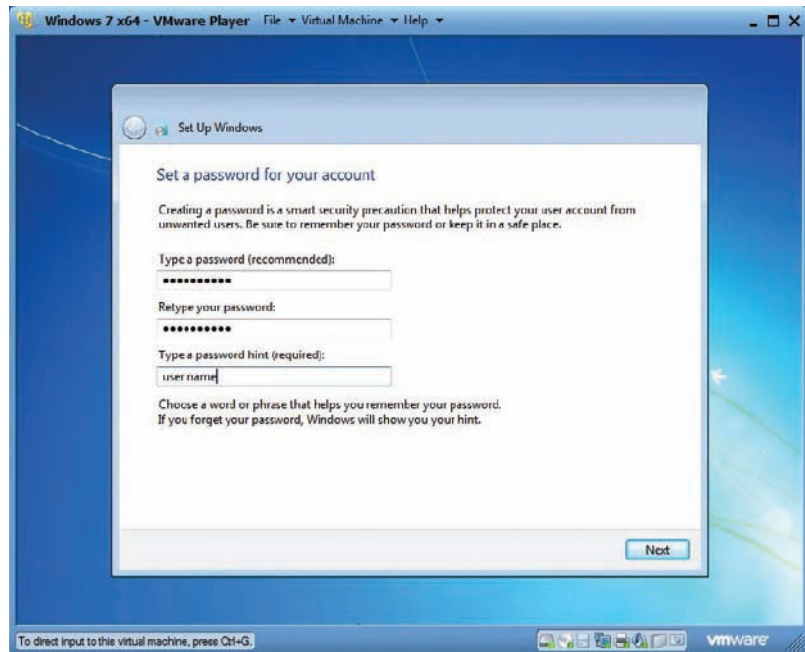 Windows 7 x64 - VMware Player File Virtual Machine Help
Set Up Windows
Set a password for your account
Creating a password is a smart security precaution that helps protect your user account from
unwanted users. Be sure to remember your password or keep it in a safe place.
Type a password (recommended):
••••••••••
Retype your password:
••••••••••
Type a password hint (required):
user name
Choose a word or phrase that helps you remember your password.
If you forget your password, Windows will show you your hint.
Next
To direct input to this virtual machine, press Ctrl+G.
vmware